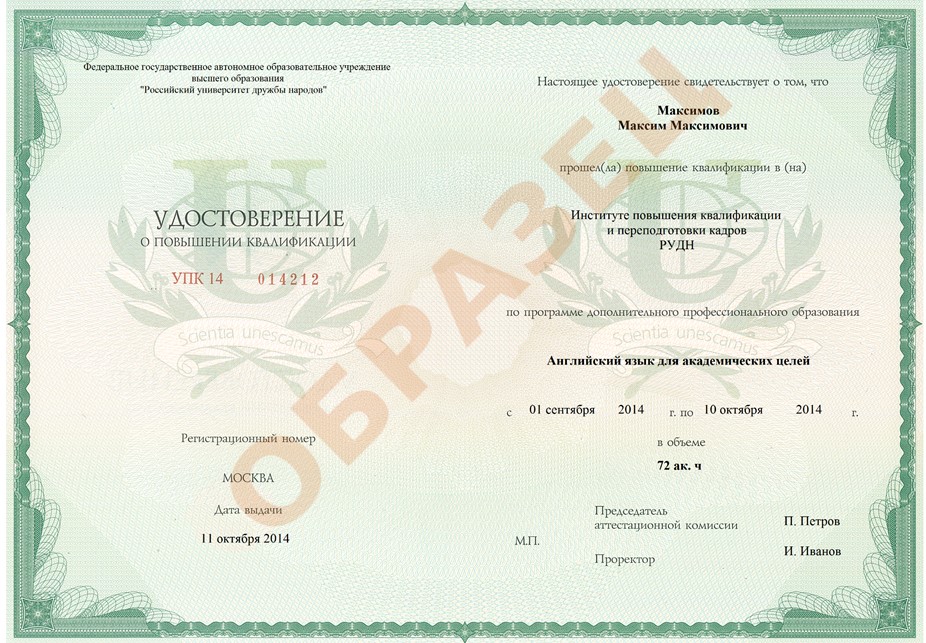 Федеральное государственное автономное образовательное учреждение
высшего образования
"Российский университет дружбы народов"
УДОСТОВЕРЕНИЕ
О ПОВЫШЕНИИ КВАЛИФИКАЦИИ
УПК 14 014212
Scientia unescamus
Регистрационный номер
МОСКВА
Дата выдачи
11 октября 2014
Настоящее удостоверение свидетельствует о том, что
Максимов
Максим Максимович
прошел(ла) повышение квалификации в (на)
Институте повышения квалификации
и переподготовки кадров
РУДН
по программе дополнительного профессионального образования
Scientia unescamus
Английский язык для академических целей
с 01 сентября 2014 г. по 10 октября 2014 г.
в объеме
72 ак. ч
Председатель
аттестационной комиссии П. Петров
М.П.
Проректор И. Иванов
ОБРАЗЕЦ